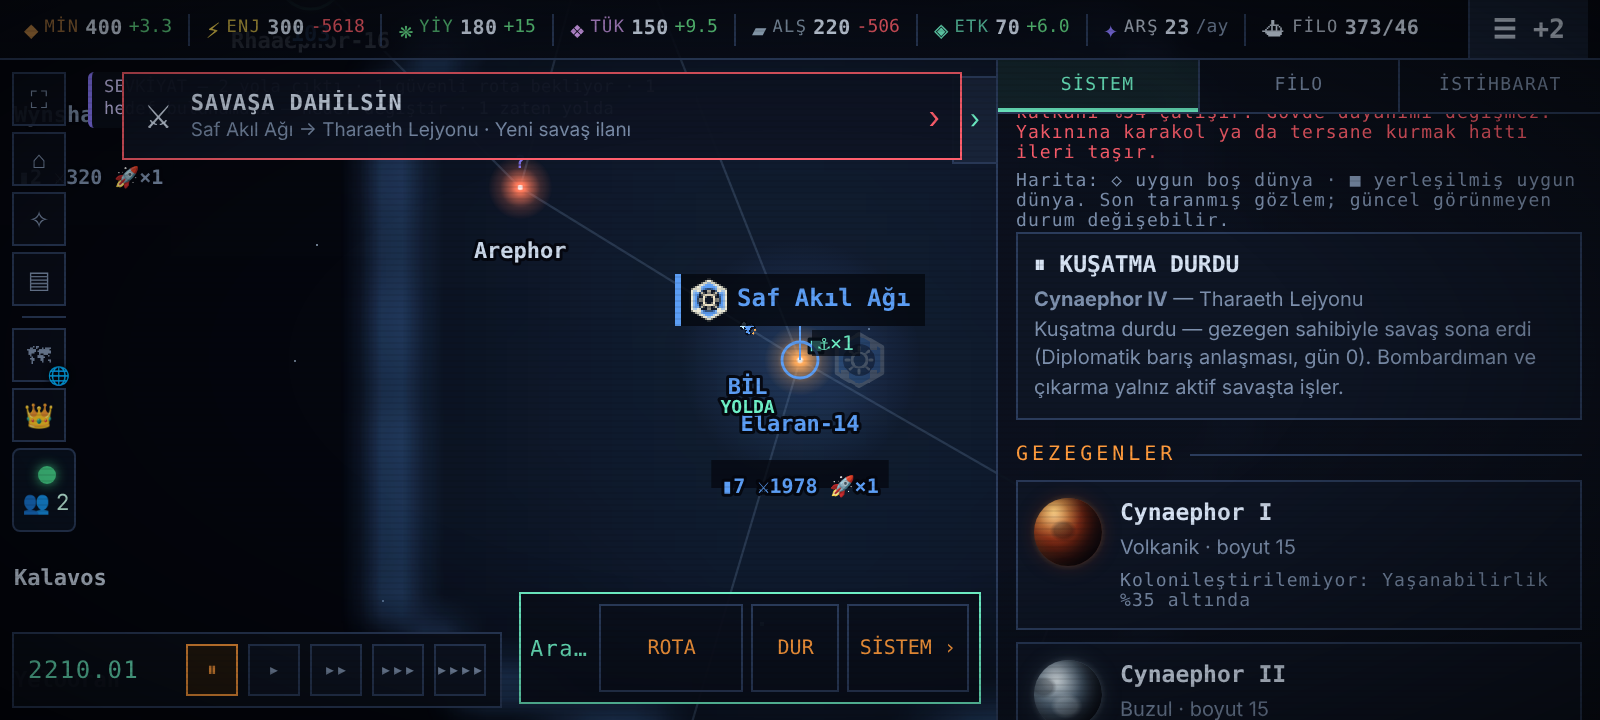 MİN 400 +3.3 ENJ 300 -5618 YİY 180 +15 TÜK 150 +9.5 ALŞ 220 -506 ETK 70 +6.0 ARŞ 23 /ay FİLO 373/46 ☰ +2
SİSTEM FİLO İSTİHBARAT
SAVAŞA DAHİLSİN
Saf Akıl Ağı → Tharaeth Lejyonu · Yeni savaş ilanı
320 ×1
Arephor
Saf Akıl Ağı
×1
BİL
YOLDA
Elaran-14
7 ⚔1978 ×1
Kalavos
2
2210.01
Ara… ROTA DUR SİSTEM ›
Yakınına karakol ya da tersane kurmak hattı
ileri taşır.
Harita: ◇ uygun boş dünya · ■ yerleşilmiş uygun
dünya. Son taranmış gözlem; güncel görünmeyen
durum değişebilir.
KUŞATMA DURDU
Cynaephor IV — Tharaeth Lejyonu
Kuşatma durdu — gezegen sahibiyle savaş sona erdi
(Diplomatik barış anlaşması, gün 0). Bombardıman ve
çıkarma yalnız aktif savaşta işler.
GEZEGENLER
Cynaephor I
Volkanik · boyut 15
Kolonileştirilemiyor: Yaşanabilirlik
%35 altında
Cynaephor II
Buzul · boyut 15